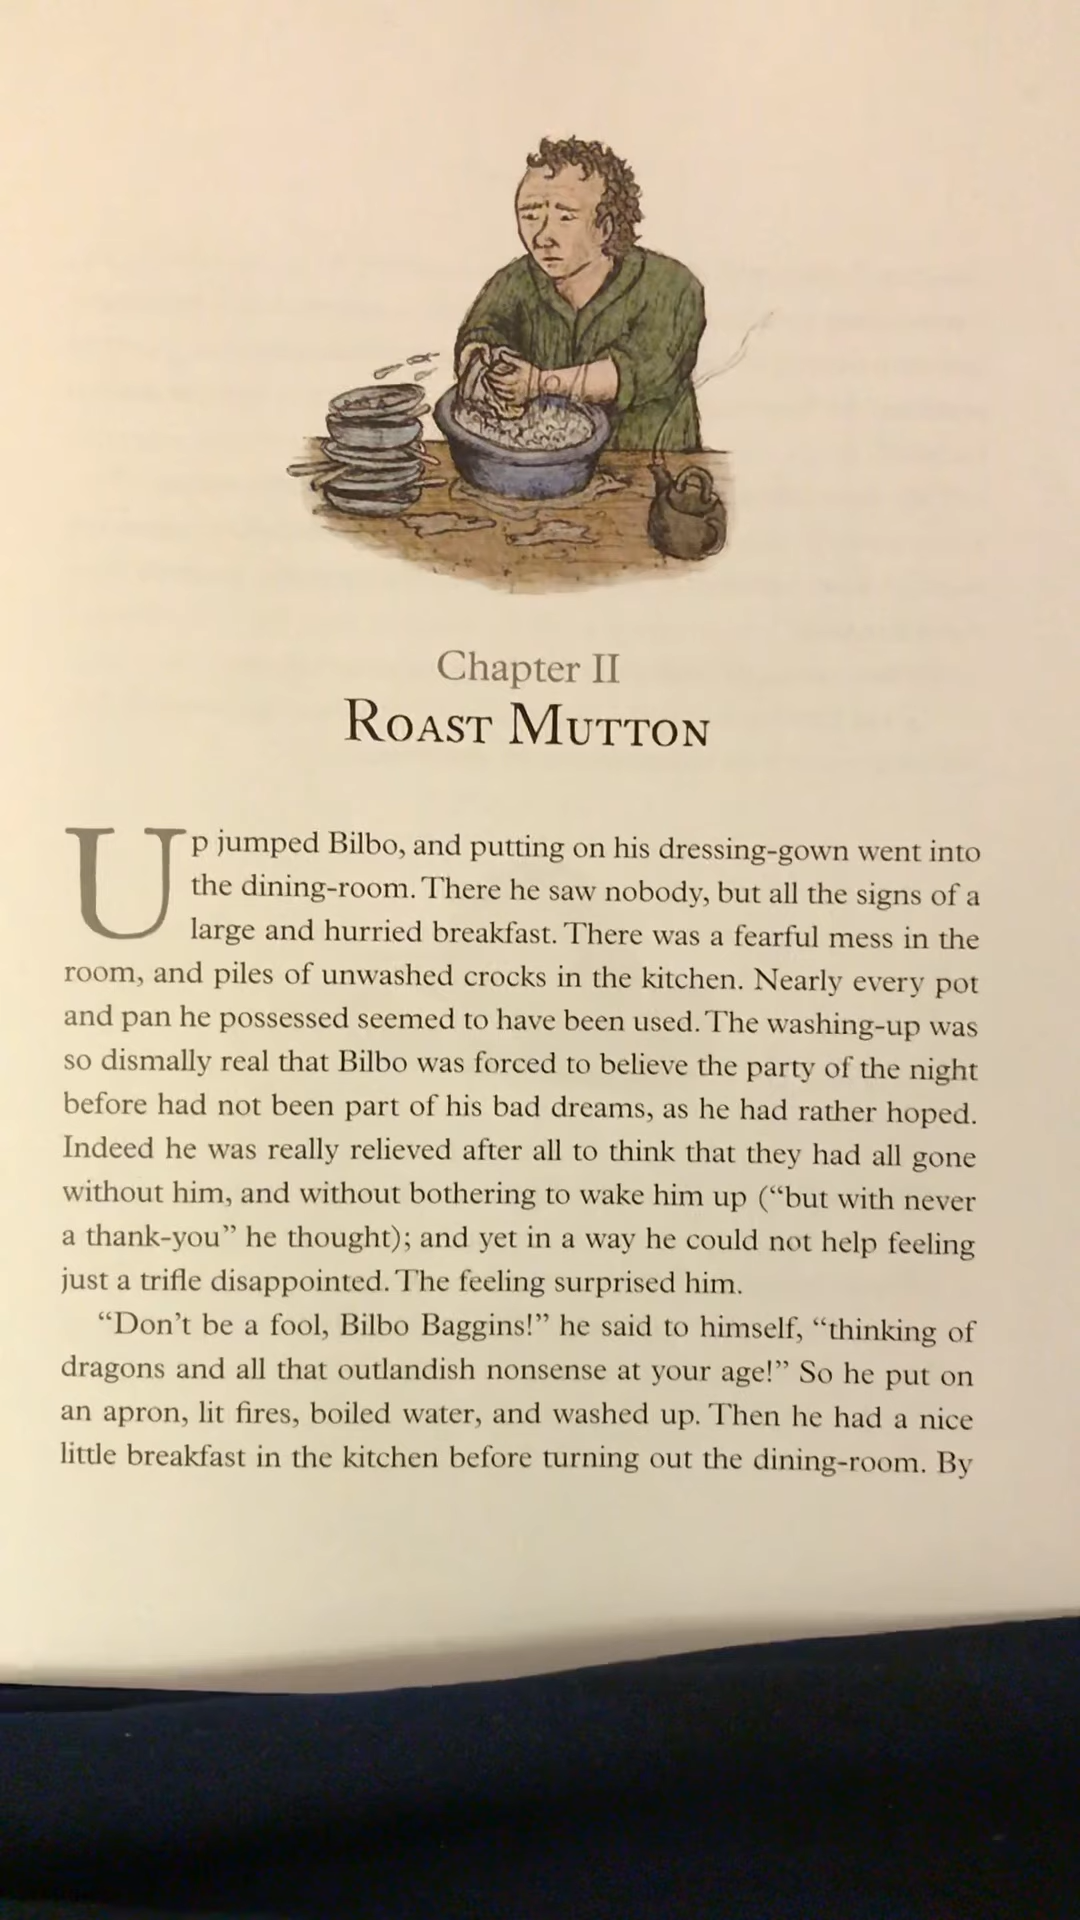 Chapter II
Roast Mutton
Up jumped Bilbo, and putting on his dressing-gown went into
the dining-room. There he saw nobody, but all the signs of a
large and hurried breakfast. There was a fearful mess in the
room, and piles of unwashed crocks in the kitchen. Nearly every pot
and pan he possessed seemed to have been used. The washing-up was
so dismally real that Bilbo was forced to believe the party of the night
before had not been part of his bad dreams, as he had rather hoped.
Indeed he was really relieved after all to think that they had all gone
without him, and without bothering to wake him up (“but with never
a thank-you” he thought); and yet in a way he could not help feeling
just a trifle disappointed. The feeling surprised him.
“Don’t be a fool, Bilbo Baggins!” he said to himself, “thinking of
dragons and all that outlandish nonsense at your age!” So he put on
an apron, lit fires, boiled water, and washed up. Then he had a nice
little breakfast in the kitchen before turning out the dining-room. By